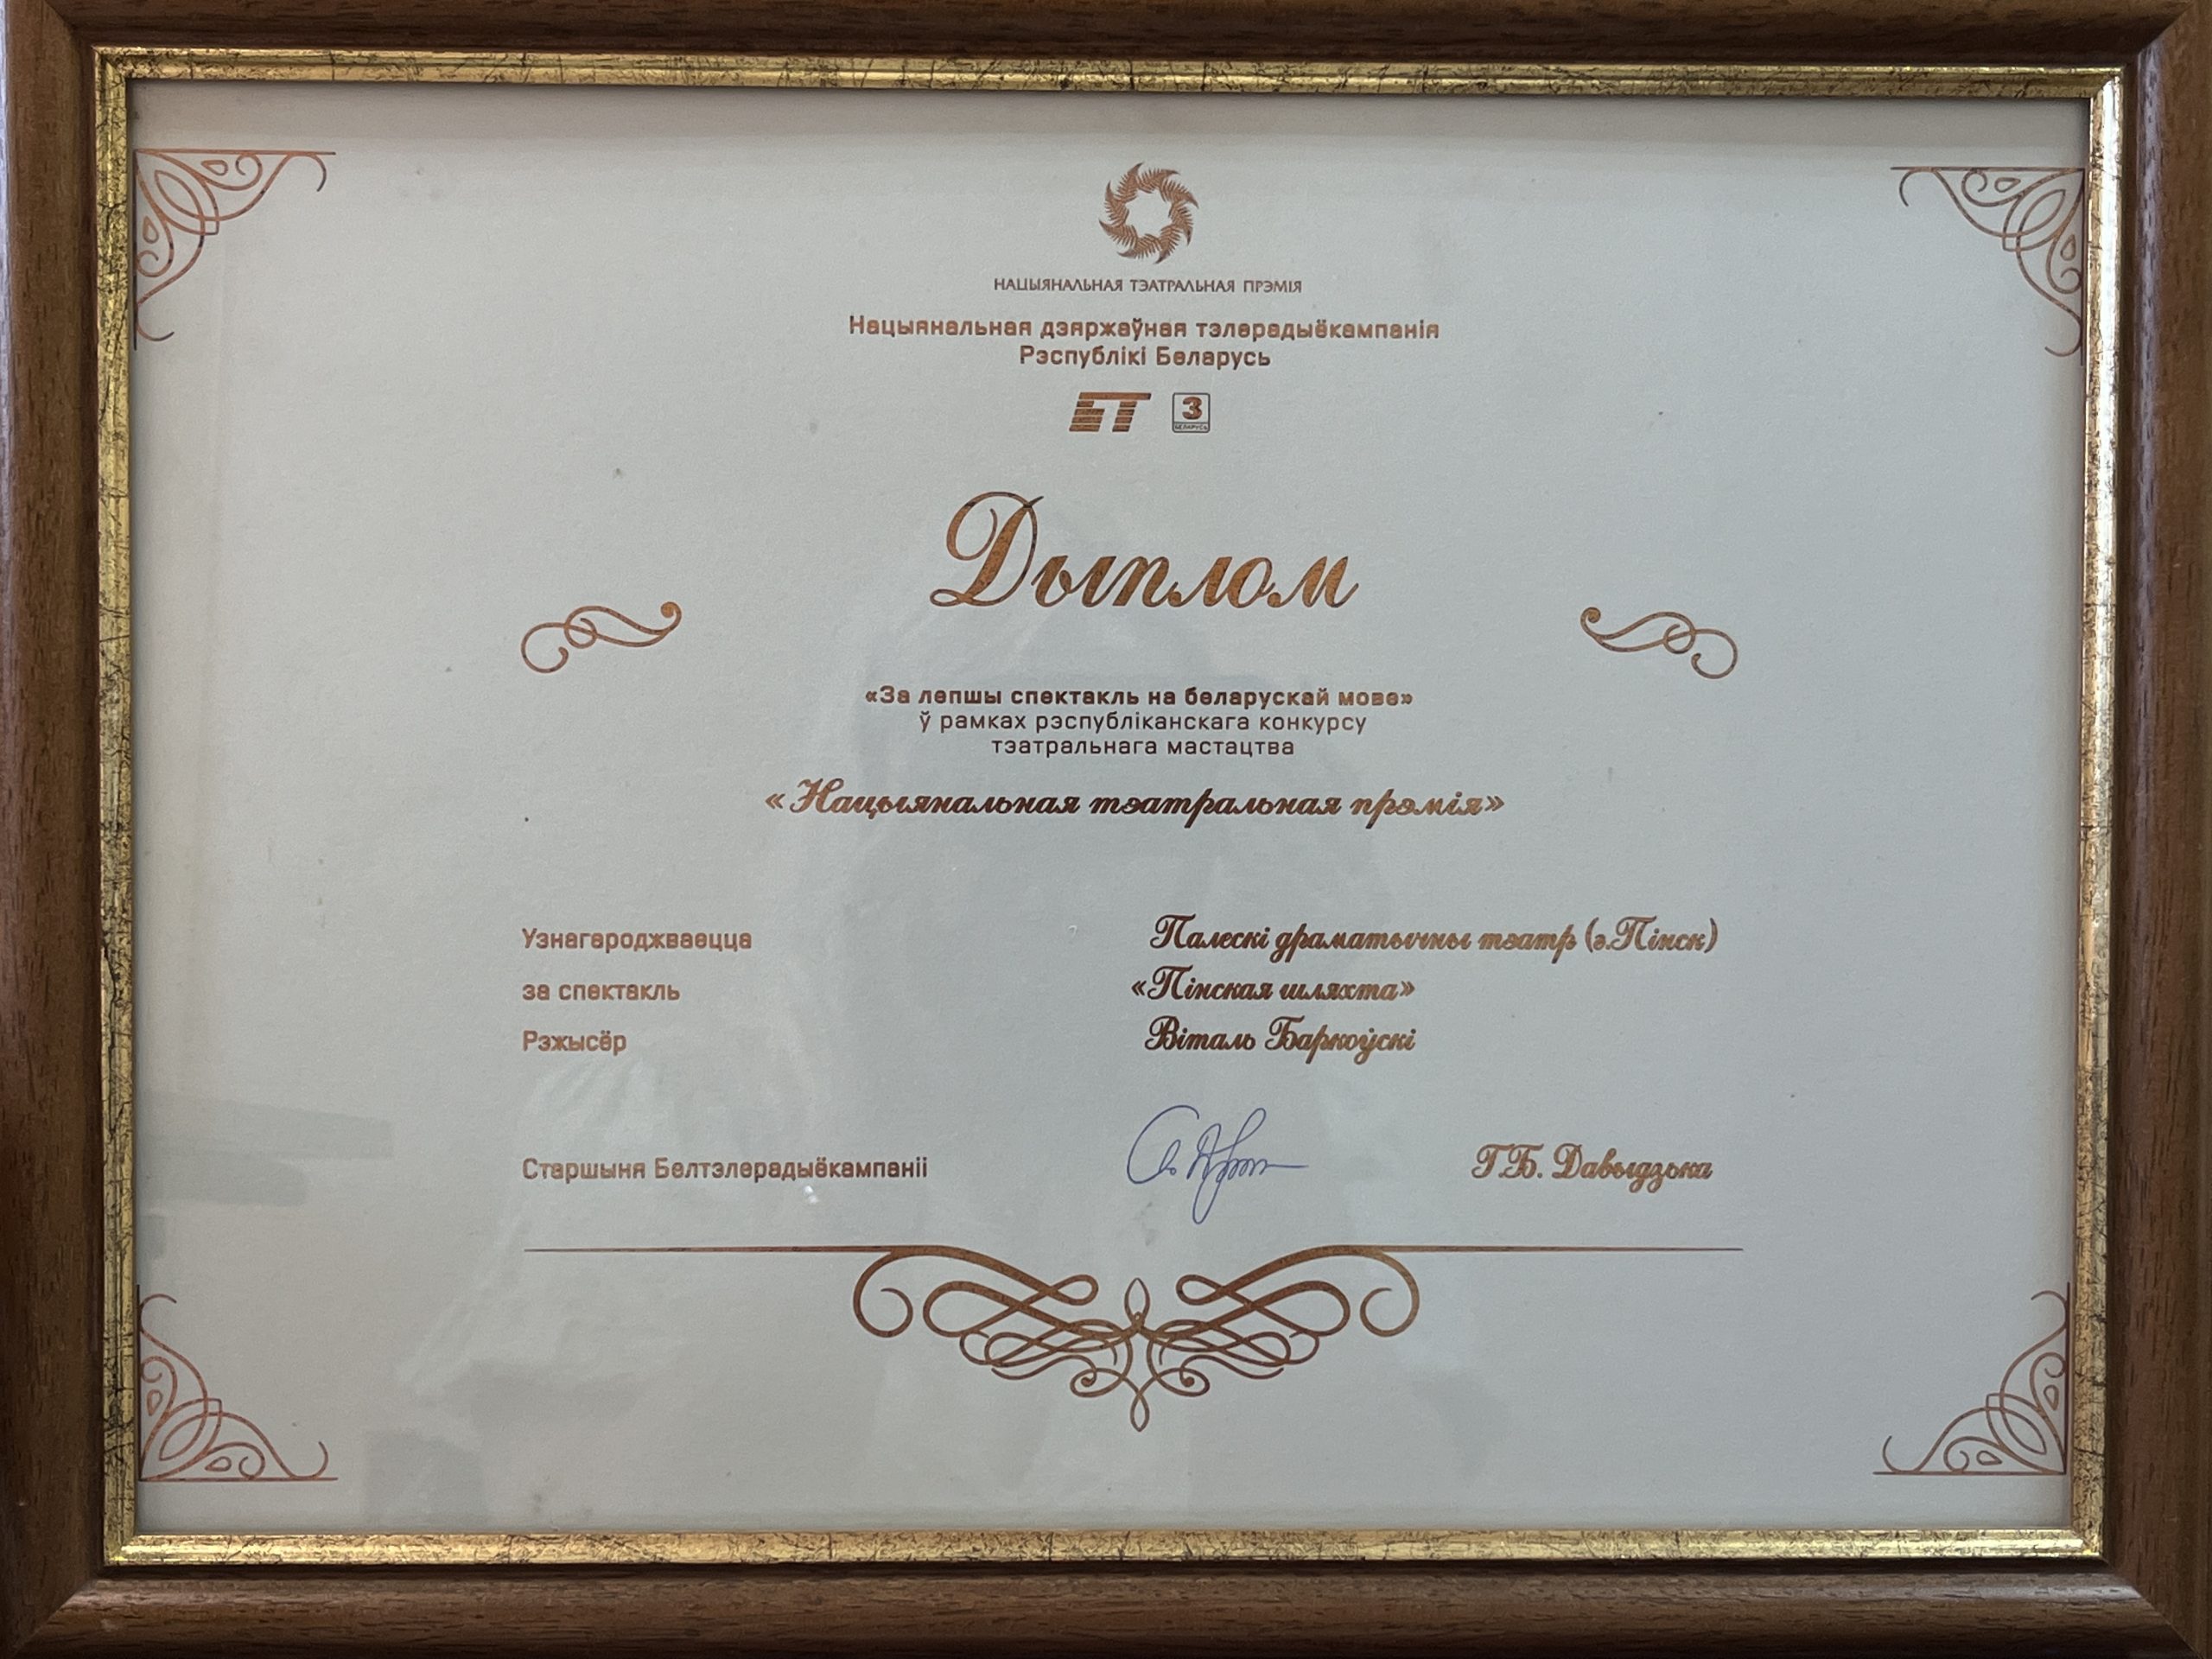 НАЦЫЯНАЛЬНАЯ ТЭАТРАЛЬНАЯ ПРЭМІЯ
Нацыянальная дзяржаўная тэлерадыёкампанія
Рэспублікі Беларусь
БТ 3 БЕЛАРУСЬ
Дыплом
«За лепшы спектакль на беларускай мове»
ў рамках рэспубліканскага конкурсу
тэатральнага мастацтва
«Нацыянальная тэатральная прэмія»
Узнагароджваецца Палескі драматычны тэатр (г.Пінск)
за спектакль «Пінская шляхта»
Рэжысёр Віталь Баркоўскі
Старшыня Белтэлерадыёкампаніі Г.Б. Давыдзька